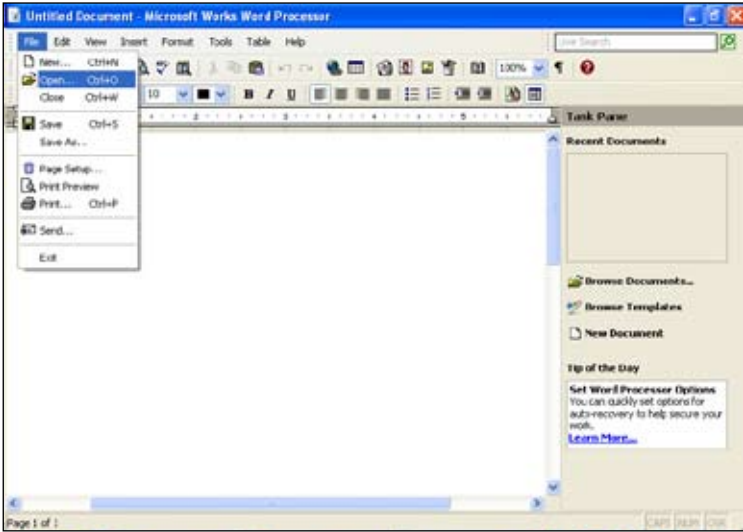 Untitled Document - Microsoft Works Word Processor
File Edit View Insert Format Tools Table Help
Live Search
New... Ctrl+N
100%
Open... Ctrl+O
10
B I U
Close Ctrl+W
2 3 4 5
Task Pane
Save Ctrl+S
Save As...
Recent Documents
Page Setup...
Print Preview
Print... Ctrl+P
Send...
Exit
Browse Documents...
Browse Templates
New Document
Tip of the Day
Set Word Processor Options
You can quickly set options for
auto-recovery to help secure your
work.
Learn More...
Page 1 of 1
CAPS NUM OVR